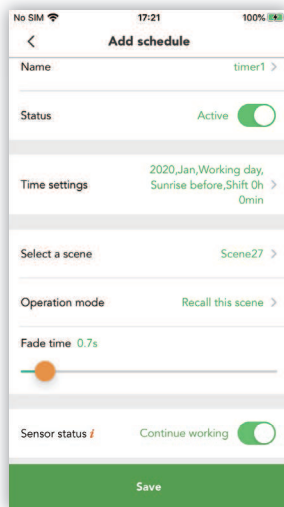 No SIM 17:21 100%
Add schedule
Name timer1
Status Active
2020,Jan,Working day,
Time settings Sunrise before,Shift 0h
0min
Select a scene Scene27
Operation mode Recall this scene
Fade time 0.7s
Sensor status i Continue working
Save